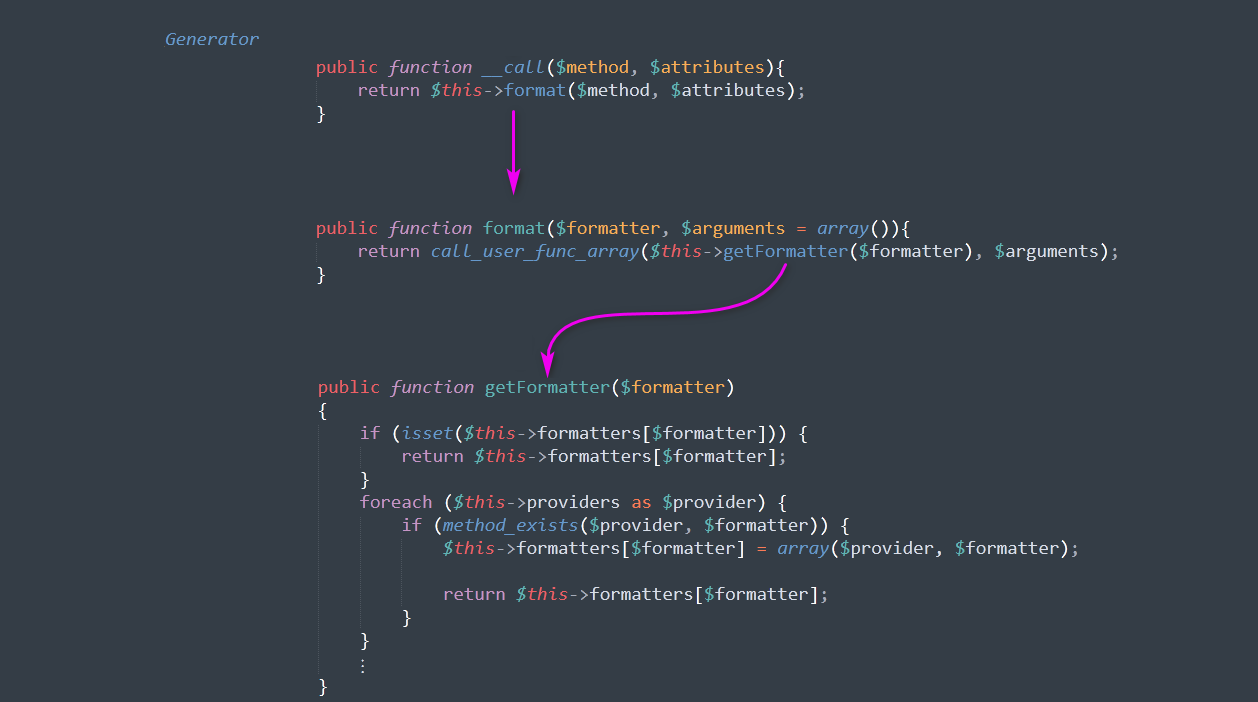 Generator
public function __call($method, $attributes){
return $this->format($method, $attributes);
}
public function format($formatter, $arguments = array()){
return call_user_func_array($this->getFormatter($formatter), $arguments);
}
public function getFormatter($formatter)
{
if (isset($this->formatters[$formatter])) {
return $this->formatters[$formatter];
}
foreach ($this->providers as $provider) {
if (method_exists($provider, $formatter)) {
$this->formatters[$formatter] = array($provider, $formatter);
return $this->formatters[$formatter];
}
}
⋮
}